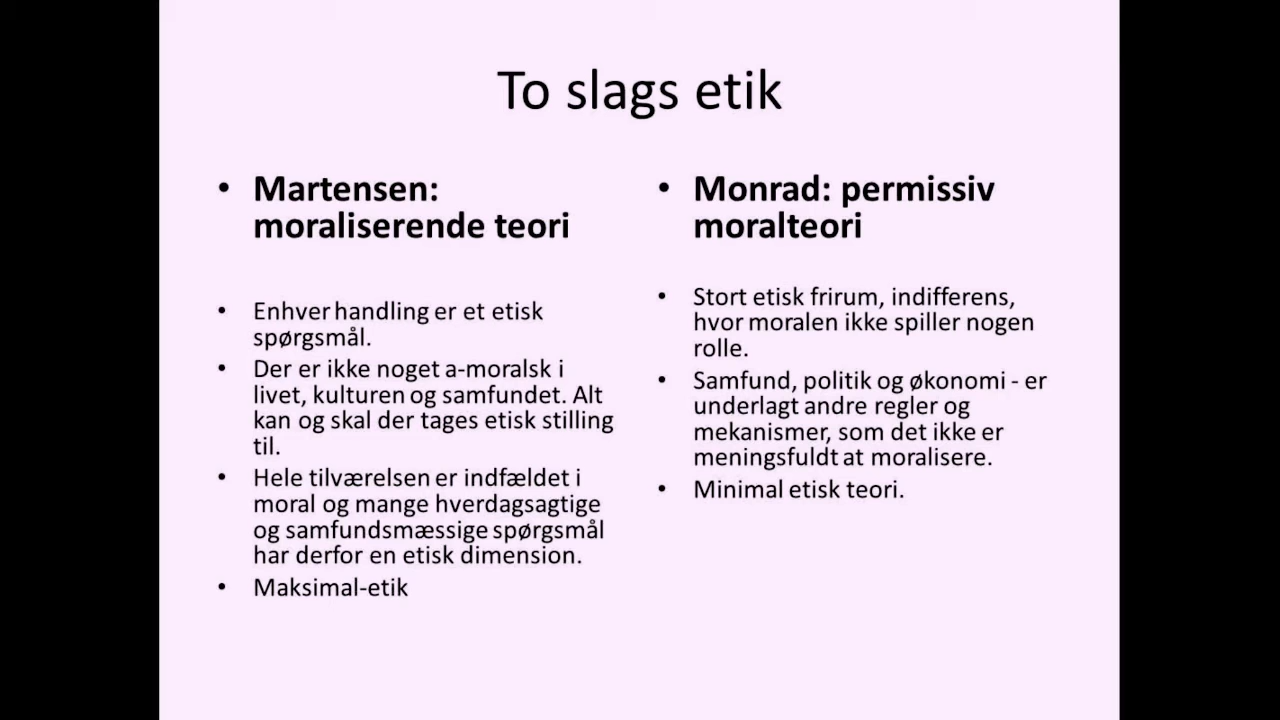 To slags etik
• Martensen:
moraliserende teori
• Enhver handling er et etisk
spørgsmål.
• Der er ikke noget a-moralsk i
livet, kulturen og samfundet. Alt
kan og skal der tages etisk stilling
til.
• Hele tilværelsen er indfældet i
moral og mange hverdagsagtige
og samfundsmæssige spørgsmål
har derfor en etisk dimension.
• Maksimal-etik
• Monrad: permissiv
moralteori
• Stort etisk frirum, indifferens,
hvor moralen ikke spiller nogen
rolle.
• Samfund, politik og økonomi - er
underlagt andre regler og
mekanismer, som det ikke er
meningsfuldt at moralisere.
• Minimal etisk teori.